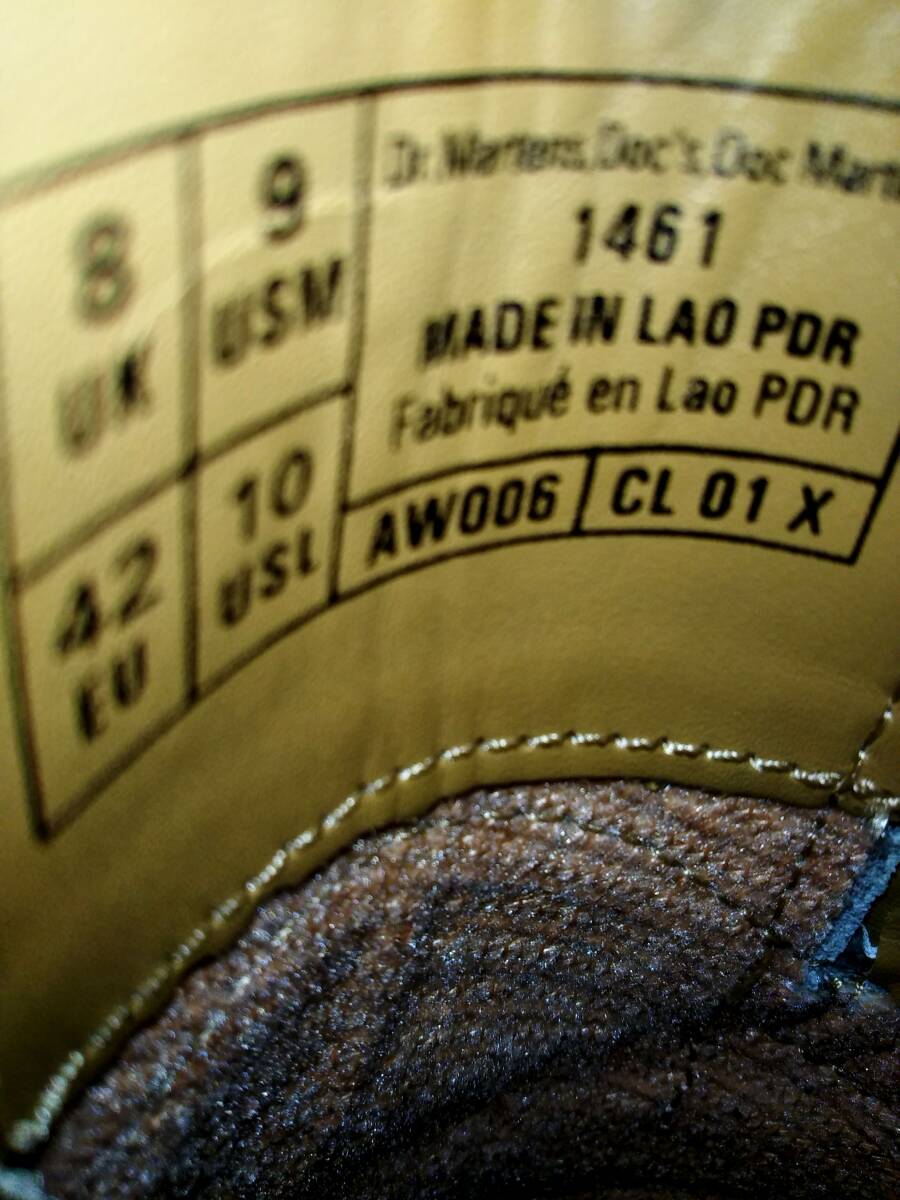 8
UK
9
USM
42
EU
10
USL
Dr. Martens, Doc's, Doc Mart
1461
MADE IN LAO PDR
Fabriqué en Lao PDR
AW006
CL 01 X